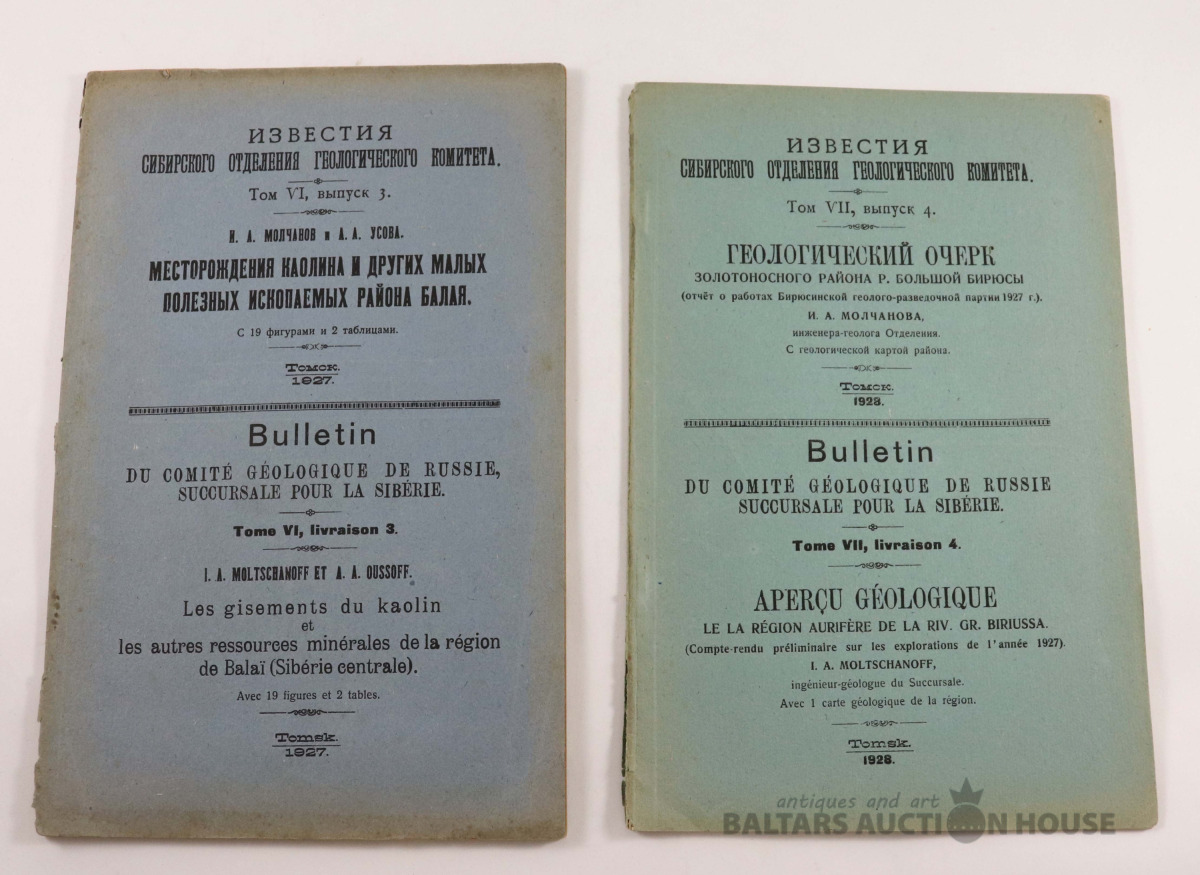 ИЗВЕСТИЯ
СИБИРСКОГО ОТДЕЛЕНИЯ ГЕОЛОГИЧЕСКОГО КОМИТЕТА.
Том VI, выпуск 3.
И. А. МОЛЧАНОВ и А. А. УСОВА.
МЕСТОРОЖДЕНИЯ КАОЛИНА И ДРУГИХ МАЛЫХ
ПОЛЕЗНЫХ ИСКОПАЕМЫХ РАЙОНА БАЛАЯ.
С 19 фигурами и 2 таблицами.
Томск.
1927.
Bulletin
DU COMITÉ GÉOLOGIQUE DE RUSSIE,
SUCCURSALE POUR LA SIBÉRIE.
Tome VI, livraison 3.
I. A. MOLTSCHANOFF ET A. A. OUSSOFF.
Les gisements du kaolin
et
les autres ressources minérales de la région
de Balaï (Sibérie centrale).
Avec 19 figures et 2 tables.
Tomsk.
1927.
ИЗВЕСТИЯ
СИБИРСКОГО ОТДЕЛЕНИЯ ГЕОЛОГИЧЕСКОГО КОМИТЕТА.
Том VII, выпуск 4.
ГЕОЛОГИЧЕСКИЙ ОЧЕРК
ЗОЛОТОНОСНОГО РАЙОНА Р. БОЛЬШОЙ БИРЮСЫ
(отчёт о работах Бирюсинской геолого-разведочной партии 1927 г.).
И. А. МОЛЧАНОВА,
инженера-геолога Отделения.
С геологической картой района.
Томск.
1928.
Bulletin
DU COMITÉ GÉOLOGIQUE DE RUSSIE
SUCCURSALE POUR LA SIBÉRIE.
Tome VII, livraison 4.
APERÇU GÉOLOGIQUE
LE LA RÉGION AURIFÈRE DE LA RIV. GR. BIRIUSSA.
(Compte-rendu préliminaire sur les explorations de l'année 1927).
I. A. MOLTSCHANOFF,
ingénieur-géologue du Succursale.
Avec 1 carte géologique de la région.
Tomsk.
1928.
antiques and art
BALTARS AUCTION HOUSE